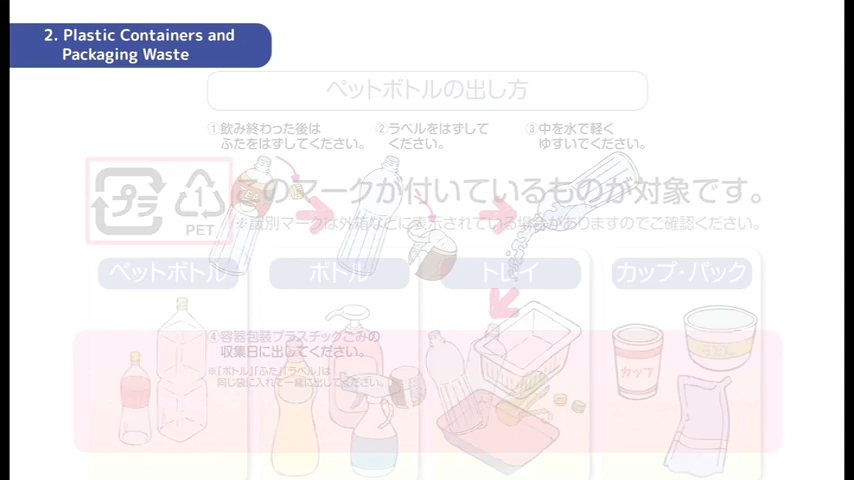 2. Plastic Containers and
Packaging Waste
ペットボトルの出し方
①飲み終わった後は
ふたをはずしてください。
②ラベルをはずして
ください。
③中を水で軽く
ゆすいでください。
プラ
1
PET
このマークが付いているものが対象です。
※識別マークは外箱などに表示されている場合がありますのでご確認ください。
ペットボトル
ボトル
トレイ
カップ・パック
④容器包装プラスチックごみの
収集日に出してください。
※「ボトル」「ふた」「ラベル」は
同じ袋に入れて一緒に出してください。
カップ